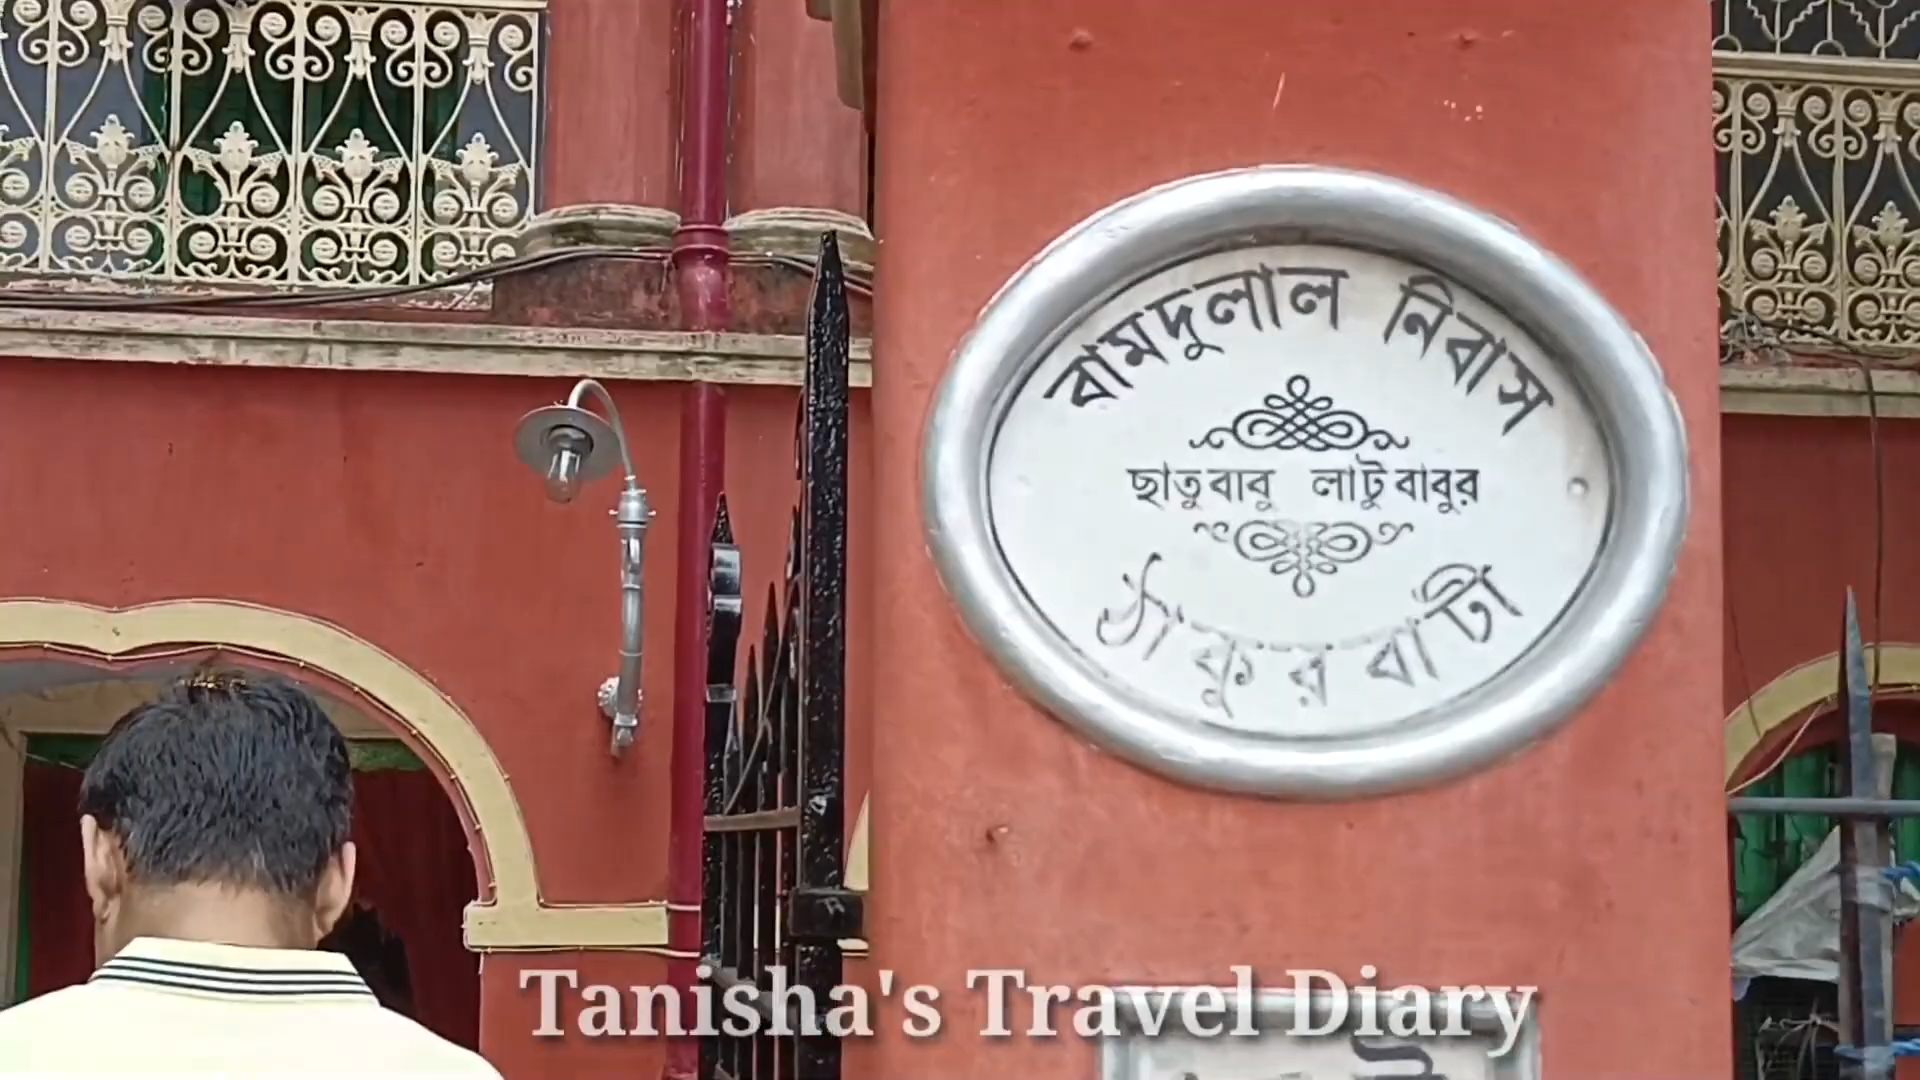 রামদুলাল নিবাস
ছাতুবাবু লাটুবাবুর
ঠাকুরবাটী
Tanisha's Travel Diary